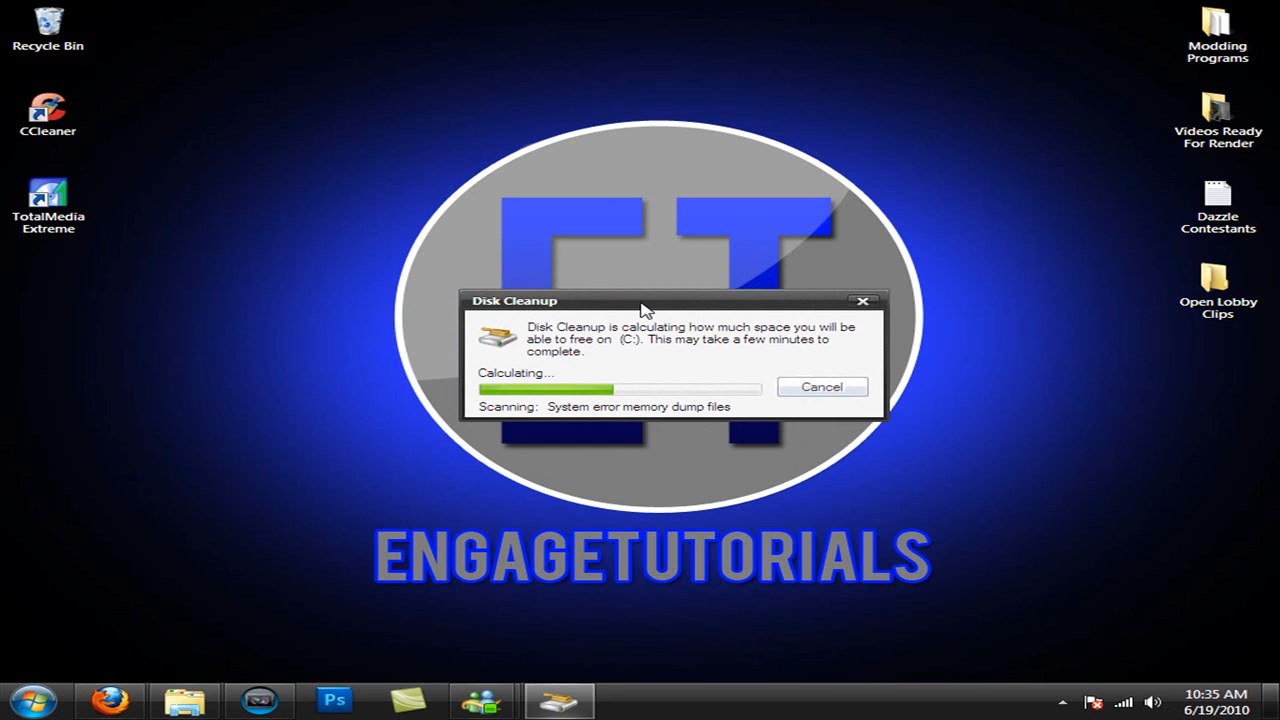 Recycle Bin
CCleaner
TotalMedia
Extreme
Modding
Programs
Videos Ready
For Render
Dazzle
Contestants
Open Lobby
Clips
ET
Disk Cleanup
Disk Cleanup is calculating how much space you will be
able to free on (C:). This may take a few minutes to
complete.
Calculating...
Cancel
Scanning: System error memory dump files
ENGAGETUTORIALS
Ps
10:35 AM
6/19/2010